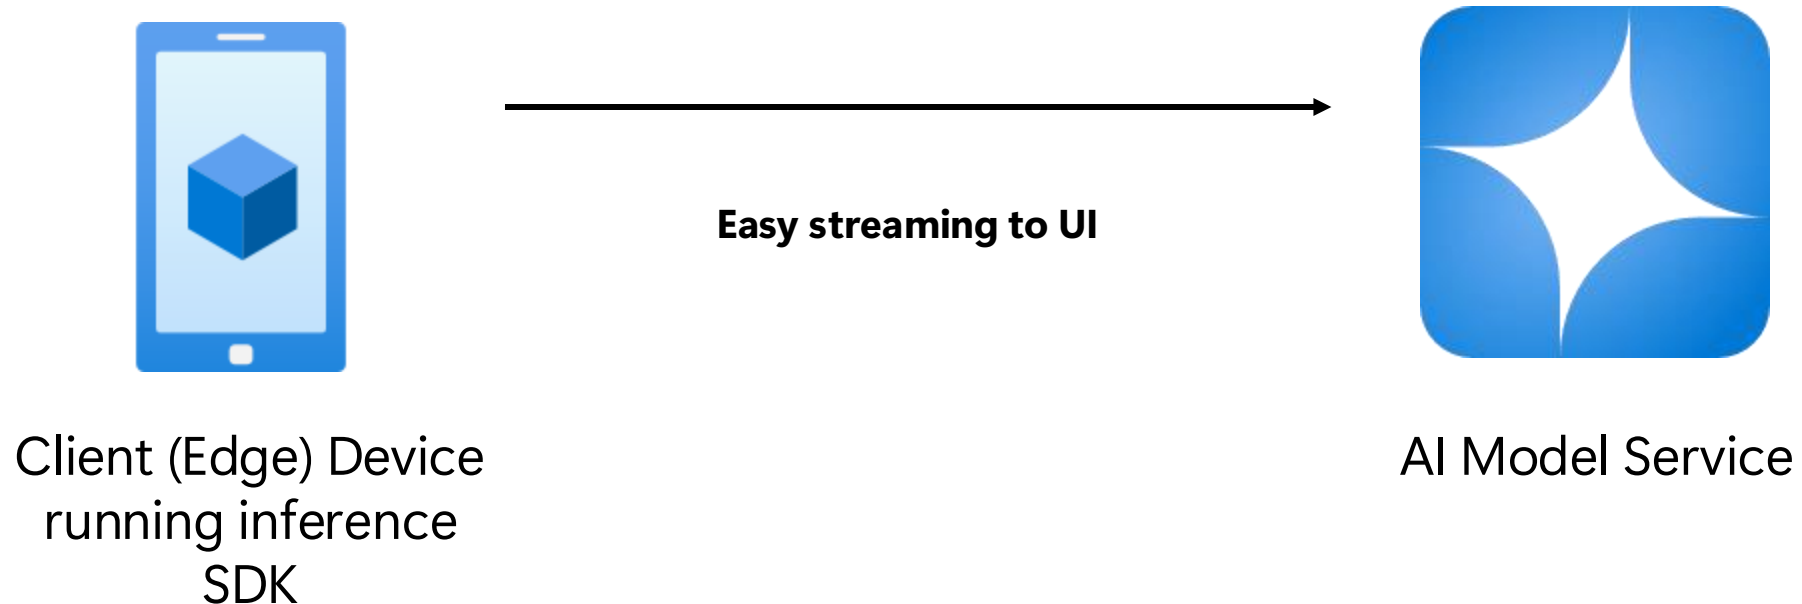 Easy streaming to UI
Client (Edge) Device
running inference
SDK
AI Model Service